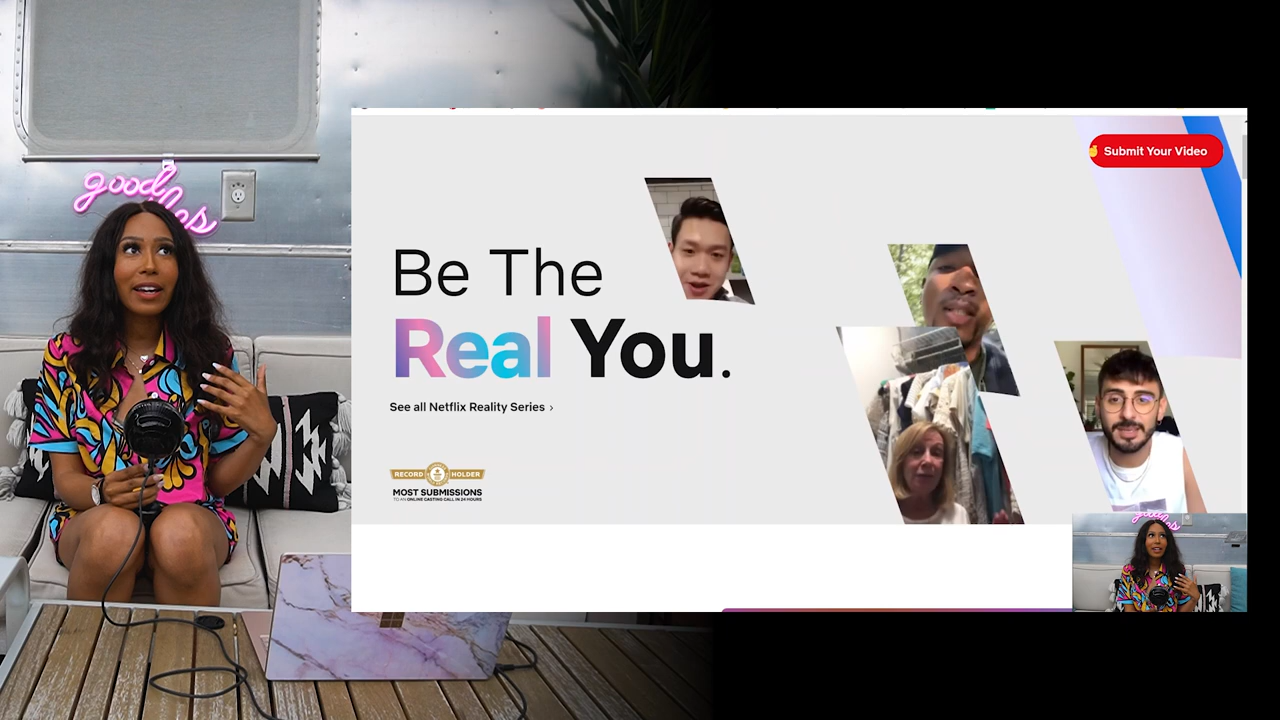 good
Submit Your Video
Be The
Real You.
See all Netflix Reality Series ›
RECORD HOLDER
MOST SUBMISSIONS
TO AN ONLINE CASTING CALL IN 24 HOURS
good